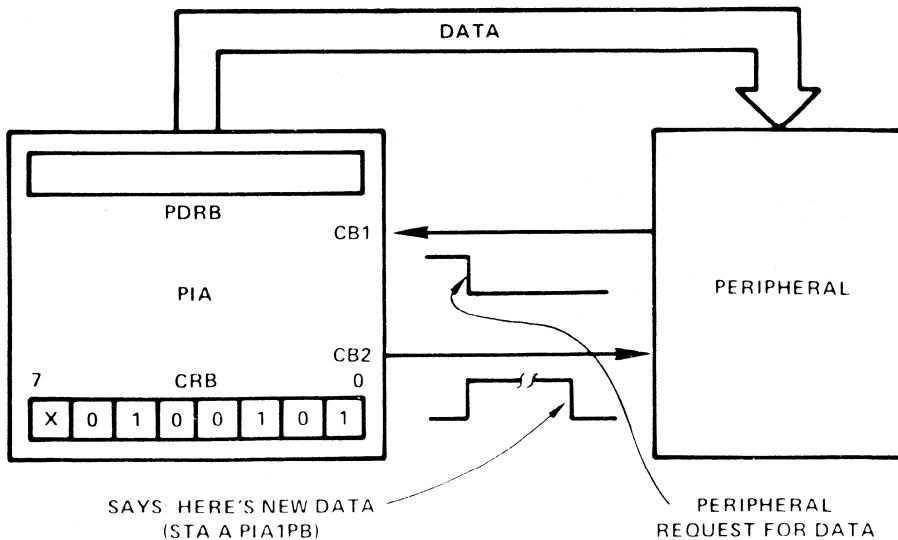 DATA
PDRB
CB1
PIA
PERIPHERAL
CB2
7 CRB 0
X 0 1 0 0 1 0 1
SAYS: HERE'S NEW DATA
(STA A PIA1PB)
PERIPHERAL
REQUEST FOR DATA